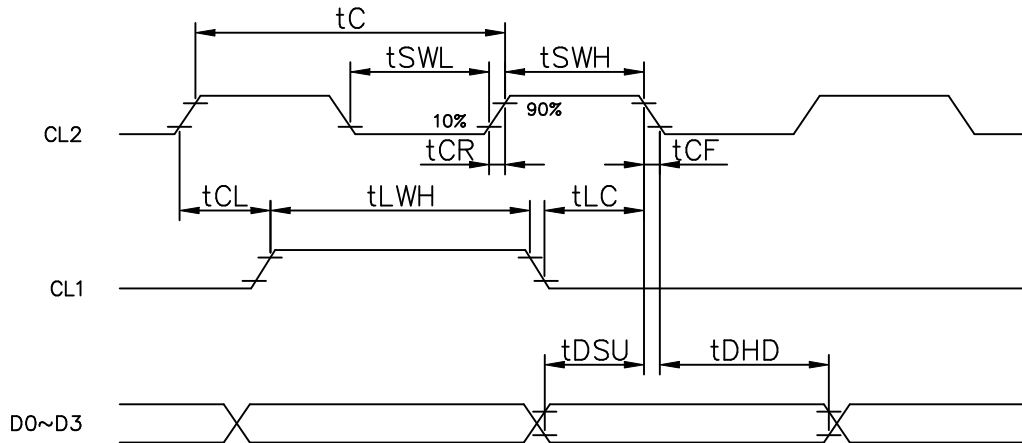 tC
tSWL
tSWH
CL2
10%
90%
tCR
tCF
tCL
tLWH
tLC
CL1
tDSU
tDHD
D0~D3